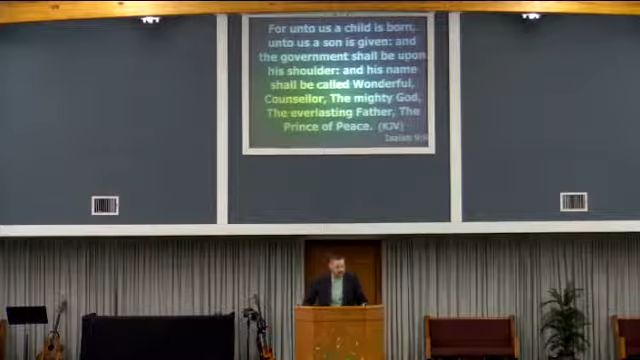 For unto us a child is born,
unto us a son is given: and
the government shall be upon
his shoulder: and his name
shall be called Wonderful,
Counsellor, The mighty God,
The everlasting Father, The
Prince of Peace. (KJV)
Isaiah 9:6